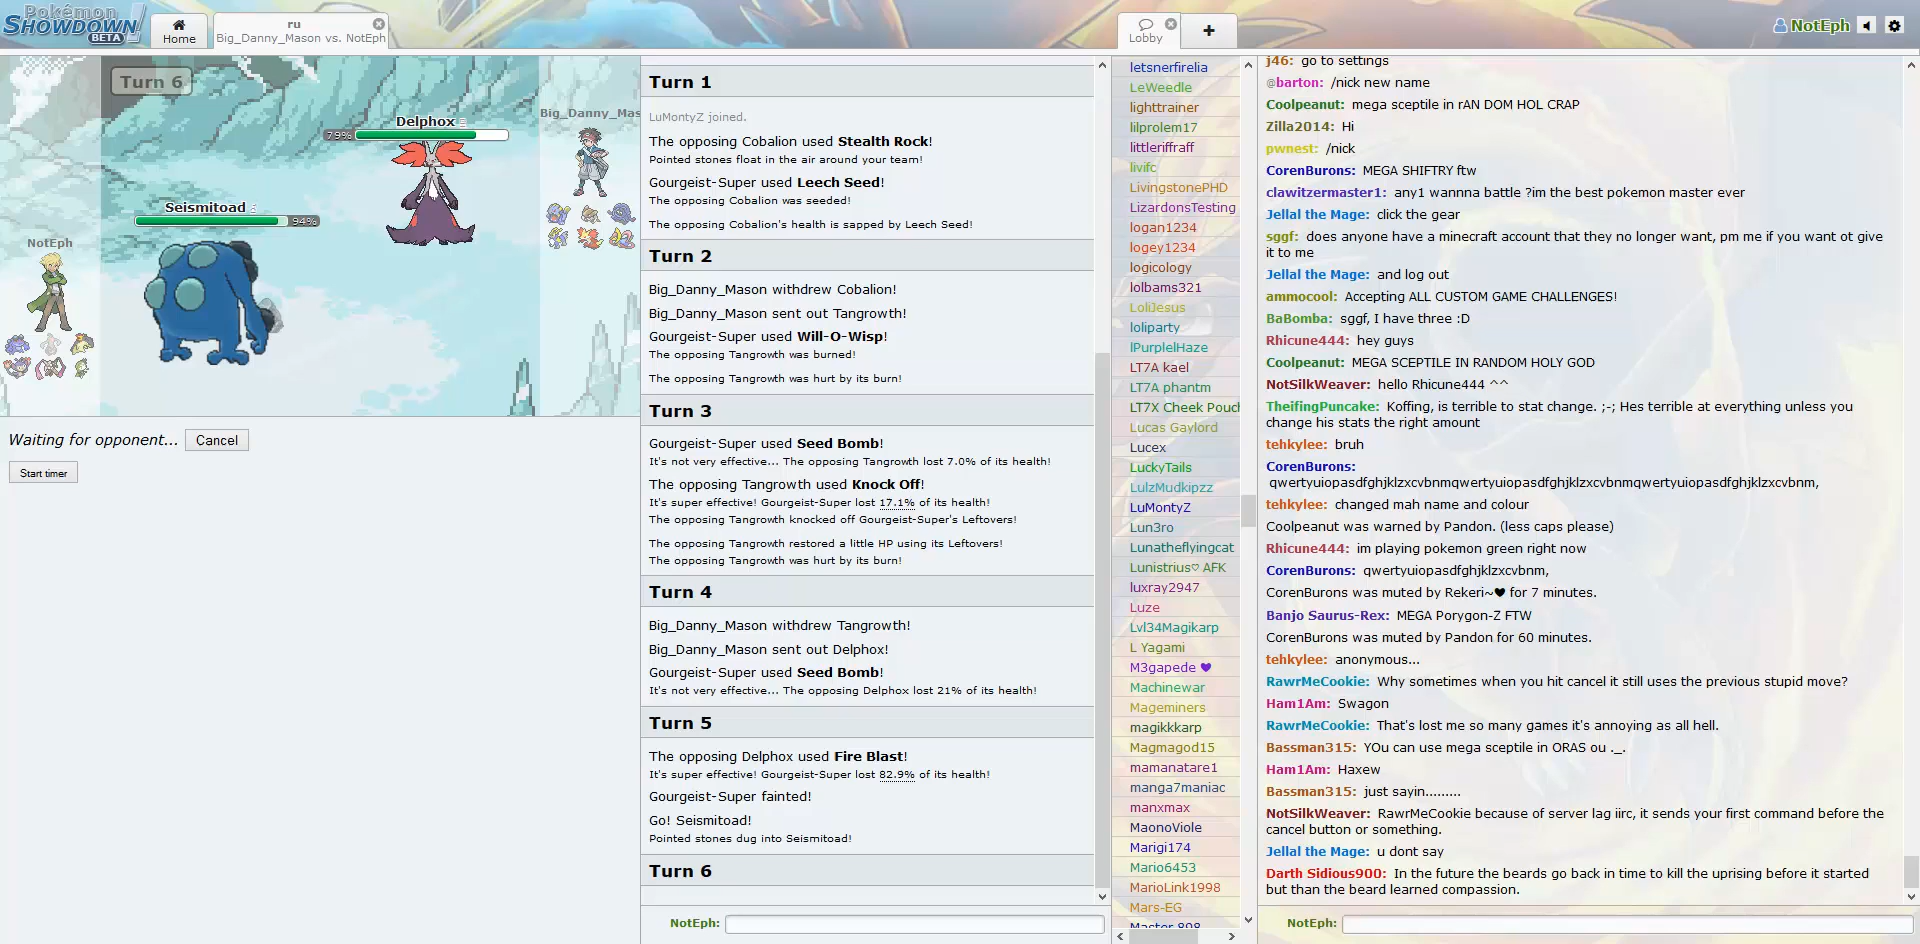 Pokémon
SHOWDOWN!
BETA
Home
ru
Big_Danny_Mason vs. NotEph
Lobby
+
NotEph
Turn 6
Delphox
79%
Seismitoad
94%
NotEph
Big_Danny_Mas
Waiting for opponent...
Cancel
Start timer
Turn 1
LuMontyZ joined.
The opposing Cobalion used Stealth Rock!
Pointed stones float in the air around your team!
Gourgeist-Super used Leech Seed!
The opposing Cobalion was seeded!
The opposing Cobalion's health is sapped by Leech Seed!
Turn 2
Big_Danny_Mason withdrew Cobalion!
Big_Danny_Mason sent out Tangrowth!
Gourgeist-Super used Will-O-Wisp!
The opposing Tangrowth was burned!
The opposing Tangrowth was hurt by its burn!
Turn 3
Gourgeist-Super used Seed Bomb!
It's not very effective... The opposing Tangrowth lost 7.0% of its health!
The opposing Tangrowth used Knock Off!
It's super effective! Gourgeist-Super lost 17.1% of its health!
The opposing Tangrowth knocked off Gourgeist-Super's Leftovers!
The opposing Tangrowth restored a little HP using its Leftovers!
The opposing Tangrowth was hurt by its burn!
Turn 4
Big_Danny_Mason withdrew Tangrowth!
Big_Danny_Mason sent out Delphox!
Gourgeist-Super used Seed Bomb!
It's not very effective... The opposing Delphox lost 21% of its health!
Turn 5
The opposing Delphox used Fire Blast!
It's super effective! Gourgeist-Super lost 82.9% of its health!
Gourgeist-Super fainted!
Go! Seismitoad!
Pointed stones dug into Seismitoad!
Turn 6
NotEph:
letsnerfirelia
LeWeedle
lighttrainer
lilprolem17
littleriffraff
livifc
LivingstonePHD
LizardonsTesting
logan1234
logey1234
logicology
lolbams321
LoliJesus
loliparty
lPurplelHaze
LT7A kael
LT7A phantm
LT7X Cheek Pouch
Lucas Gaylord
Lucex
LuckyTails
LulzMudkipzz
LuMontyZ
Lun3ro
Lunatheflyingcat
Lunistrius♡ AFK
luxray2947
Luze
Lvl34Magikarp
L Yagami
M3gapede ♥
Machinewar
Mageminers
magikkkarp
Magmagod15
mamanatare1
manga7maniac
manxmax
MaonoViole
Marigi174
Mario6453
MarioLink1998
Mars-EG
Master 898
j46: go to settings
@barton: /nick new name
Coolpeanut: mega sceptile in rAN DOM HOL CRAP
Zilla2014: Hi
pwnest: /nick
CorenBurons: MEGA SHIFTRY ftw
clawitzermaster1: any1 wannna battle ?im the best pokemon master ever
Jellal the Mage: click the gear
sggf: does anyone have a minecraft account that they no longer want, pm me if you want ot give
it to me
Jellal the Mage: and log out
ammocool: Accepting ALL CUSTOM GAME CHALLENGES!
BaBomba: sggf, I have three :D
Rhicune444: hey guys
Coolpeanut: MEGA SCEPTILE IN RANDOM HOLY GOD
NotSilkWeaver: hello Rhicune444 ^^
TheifingPuncake: Koffing, is terrible to stat change. ;-; Hes terrible at everything unless you
change his stats the right amount
tehkylee: bruh
CorenBurons:
qwertyuiopasdfghjklzxcvbnmqwertyuiopasdfghjklzxcvbnmqwertyuiopasdfghjklzxcvbnm,
tehkylee: changed mah name and colour
Coolpeanut was warned by Pandon. (less caps please)
Rhicune444: im playing pokemon green right now
CorenBurons: qwertyuiopasdfghjklzxcvbnm,
CorenBurons was muted by Rekeri~♥ for 7 minutes.
Banjo Saurus-Rex: MEGA Porygon-Z FTW
CorenBurons was muted by Pandon for 60 minutes.
tehkylee: anonymous...
RawrMeCookie: Why sometimes when you hit cancel it still uses the previous stupid move?
Ham1Am: Swagon
RawrMeCookie: That's lost me so many games it's annoying as all hell.
Bassman315: YOu can use mega sceptile in ORAS ou ._.
Ham1Am: Haxew
Bassman315: just sayin.........
NotSilkWeaver: RawrMeCookie because of server lag iirc, it sends your first command before the
cancel button or something.
Jellal the Mage: u dont say
Darth Sidious900: In the future the beards go back in time to kill the uprising before it started
but than the beard learned compassion.
NotEph: